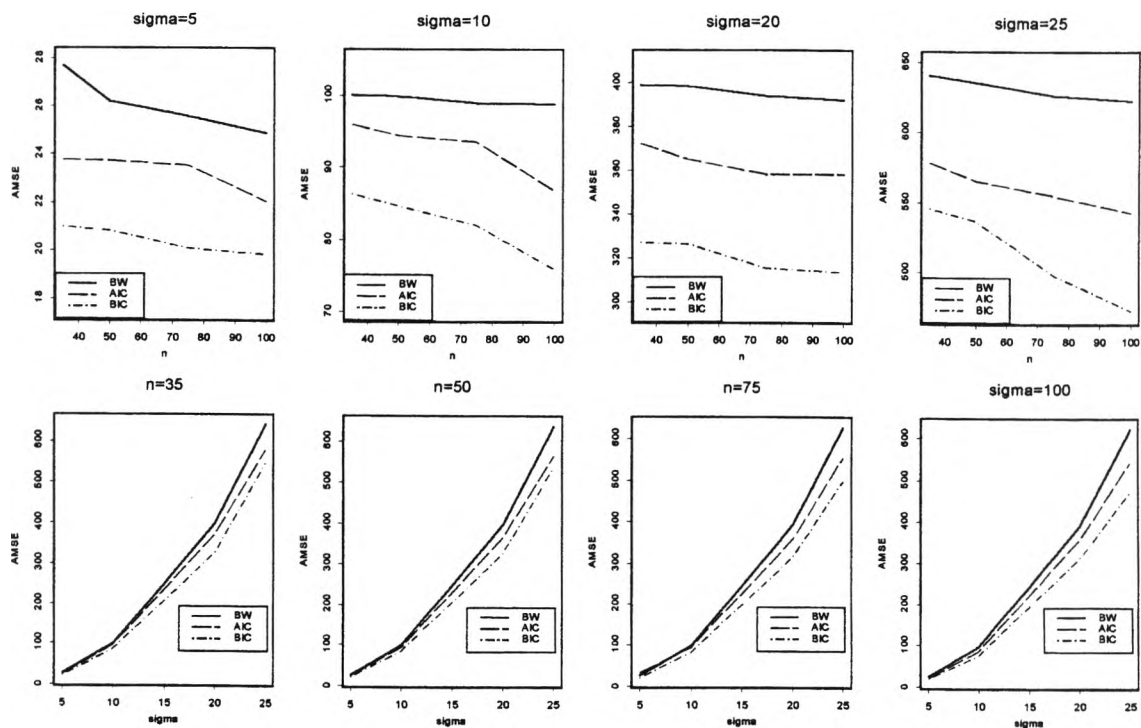 sigma=5
AMSE
28
26
24
22
20
18
BW
AIC
BIC
40 50 60 70 80 90 100
n
sigma=10
AMSE
100
90
80
70
BW
AIC
BIC
40 50 60 70 80 90 100
n
sigma=20
AMSE
400
380
360
340
320
300
BW
AIC
BIC
40 50 60 70 80 90 100
n
sigma=25
AMSE
650
600
550
500
BW
AIC
BIC
40 50 60 70 80 90 100
n
n=35
AMSE
600
500
400
300
200
100
0
BW
AIC
BIC
5 10 15 20 25
sigma
n=50
AMSE
600
500
400
300
200
100
0
BW
AIC
BIC
5 10 15 20 25
sigma
n=75
AMSE
600
500
400
300
200
100
0
BW
AIC
BIC
5 10 15 20 25
sigma
sigma=100
AMSE
600
500
400
300
200
100
0
BW
AIC
BIC
5 10 15 20 25
sigma